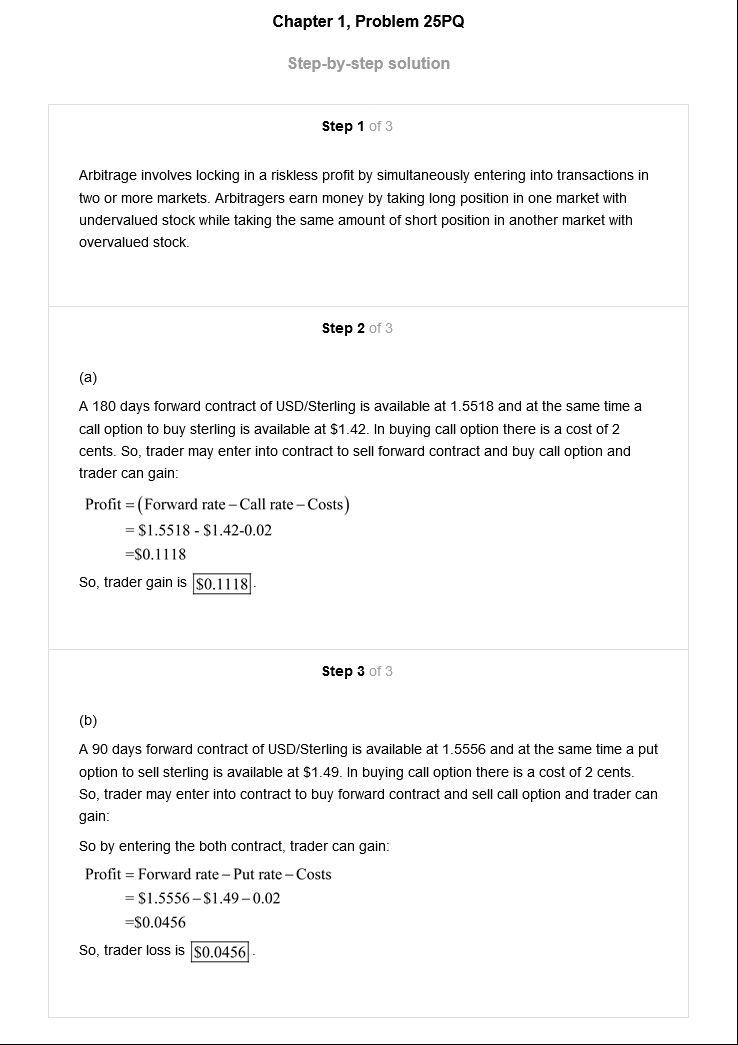 Chapter 1, Problem 25PQ
Step-by-step solution
Step 1 of 3
Arbitrage involves locking in a riskless profit by simultaneously entering into transactions in
two or more markets. Arbitragers earn money by taking long position in one market with
undervalued stock while taking the same amount of short position in another market with
overvalued stock.
Step 2 of 3
(a)
A 180 days forward contract of USD/Sterling is available at 1.5518 and at the same time a
call option to buy sterling is available at $1.42. In buying call option there is a cost of 2
cents. So, trader may enter into contract to sell forward contract and buy call option and
trader can gain:
Profit = (Forward rate – Call rate – Costs)
= $1.5518 - $1.42-0.02
=$0.1118
So, trader gain is $0.1118.
Step 3 of 3
(b)
A 90 days forward contract of USD/Sterling is available at 1.5556 and at the same time a put
option to sell sterling is available at $1.49. In buying call option there is a cost of 2 cents.
So, trader may enter into contract to buy forward contract and sell call option and trader can
gain:
So by entering the both contract, trader can gain:
Profit = Forward rate – Put rate – Costs
= $1.5556 – $1.49 – 0.02
=$0.0456
So, trader loss is $0.0456.